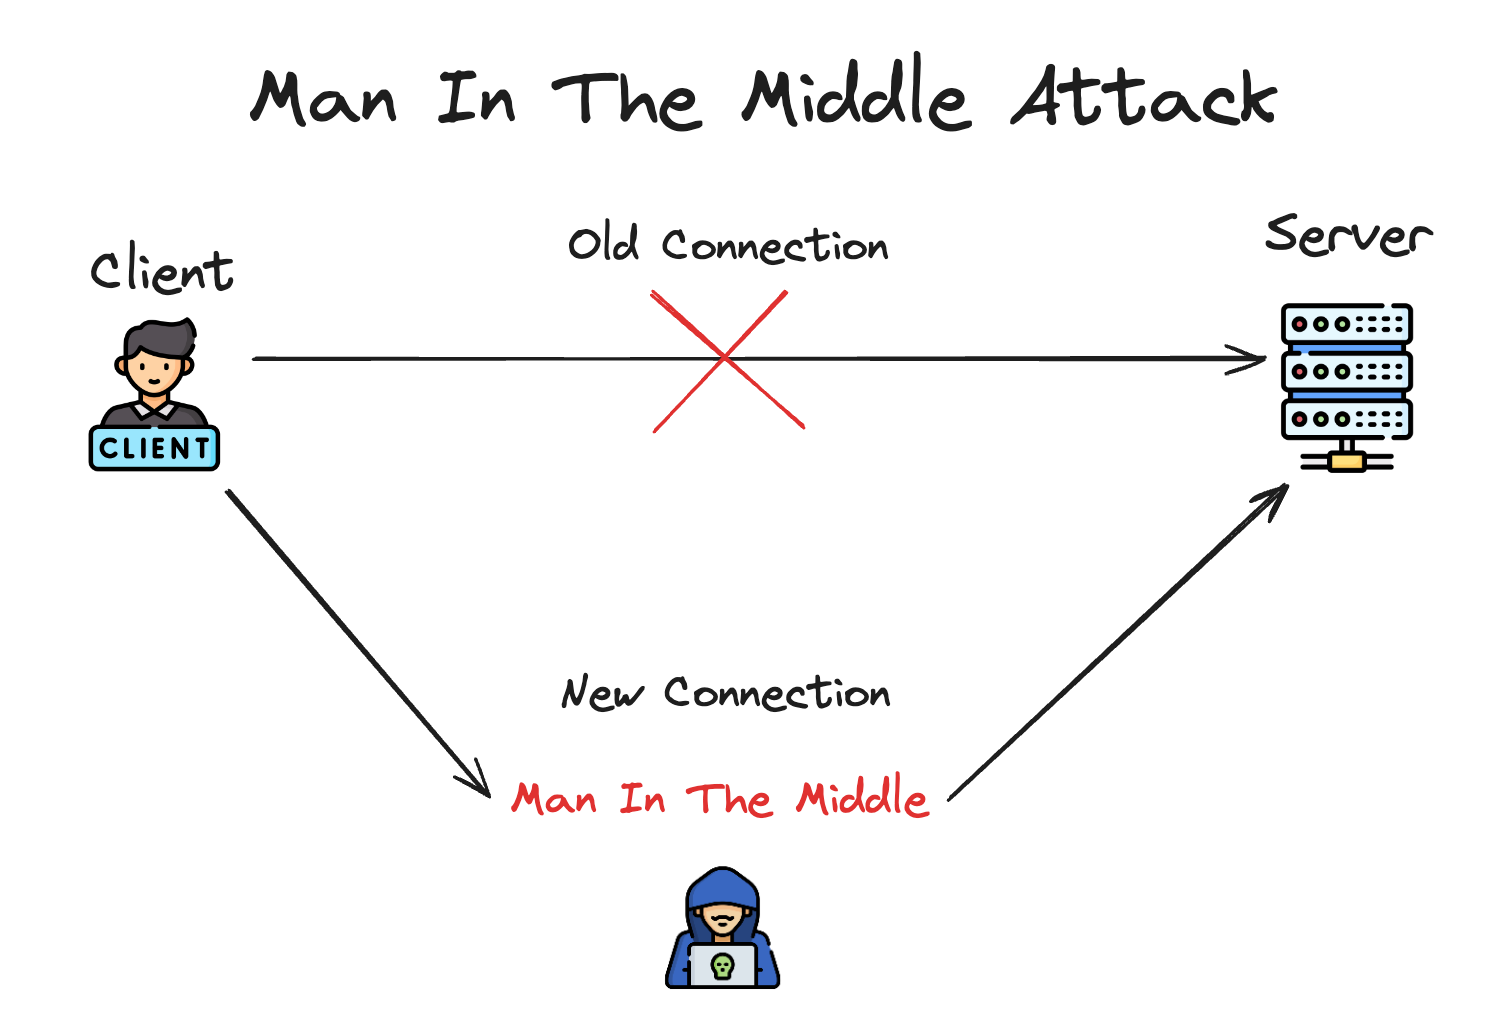 Man In The Middle Attack
Old Connection
Server
Client
CLIENT
New Connection
Man In The Middle